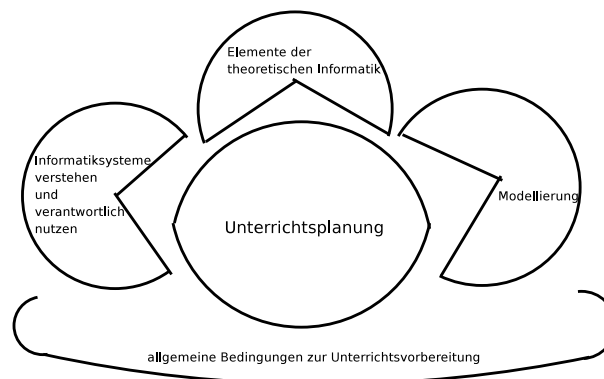 Elemente der
theoretischen Informatik
Informatiksysteme
verstehen
und
verantwortlich
nutzen
Modellierung
Unterrichtsplanung
allgemeine Bedingungen zur Unterrichtsvorbereitung